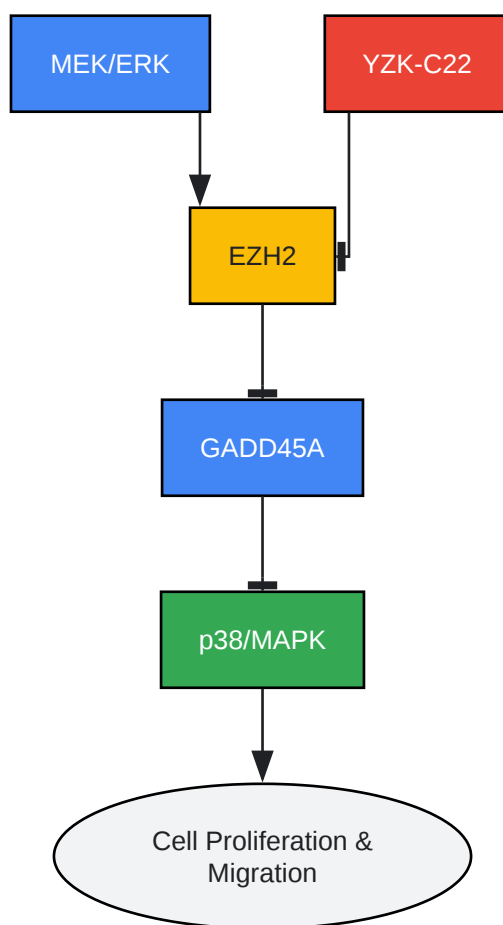 MEK/ERK
YZK-C22
EZH2
GADD45A
p38/MAPK
Cell Proliferation &
Migration